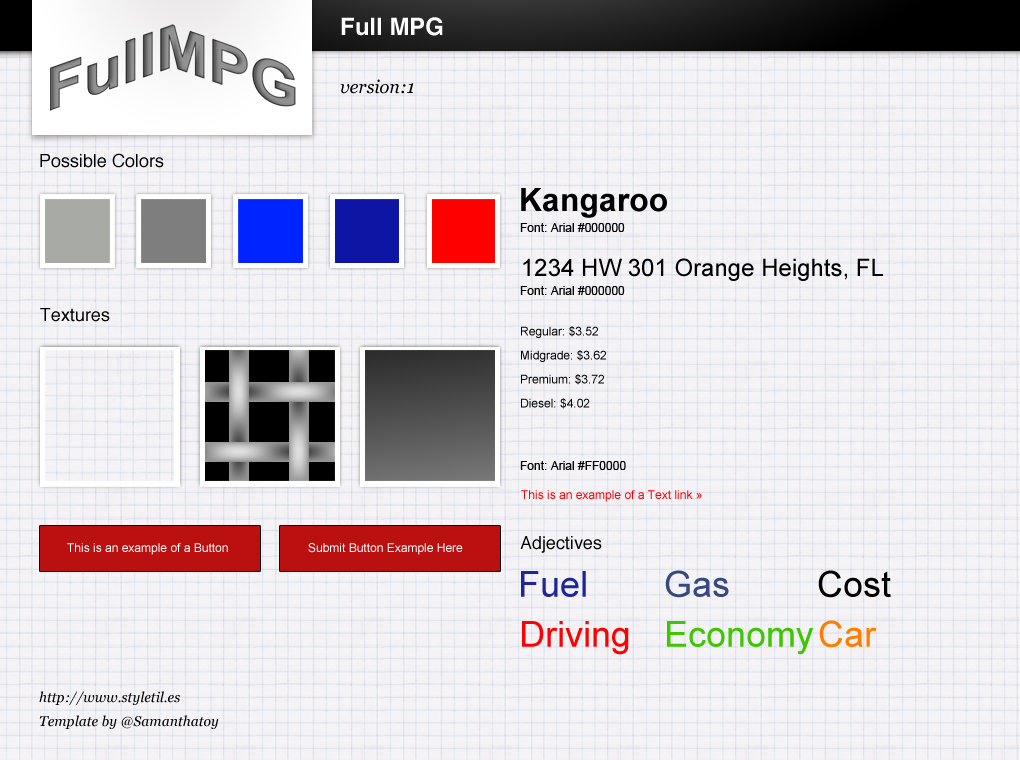 FullMPG
Full MPG
version:1
Possible Colors
Textures
This is an example of a Button
Submit Button Example Here
Kangaroo
Font: Arial #000000
1234 HW 301 Orange Heights, FL
Font: Arial #000000
Regular: $3.52
Midgrade: $3.62
Premium: $3.72
Diesel: $4.02
Font: Arial #FF0000
This is an example of a Text link »
Adjectives
Fuel Gas Cost
Driving Economy Car
http://www.styletil.es
Template by @Samanthatoy